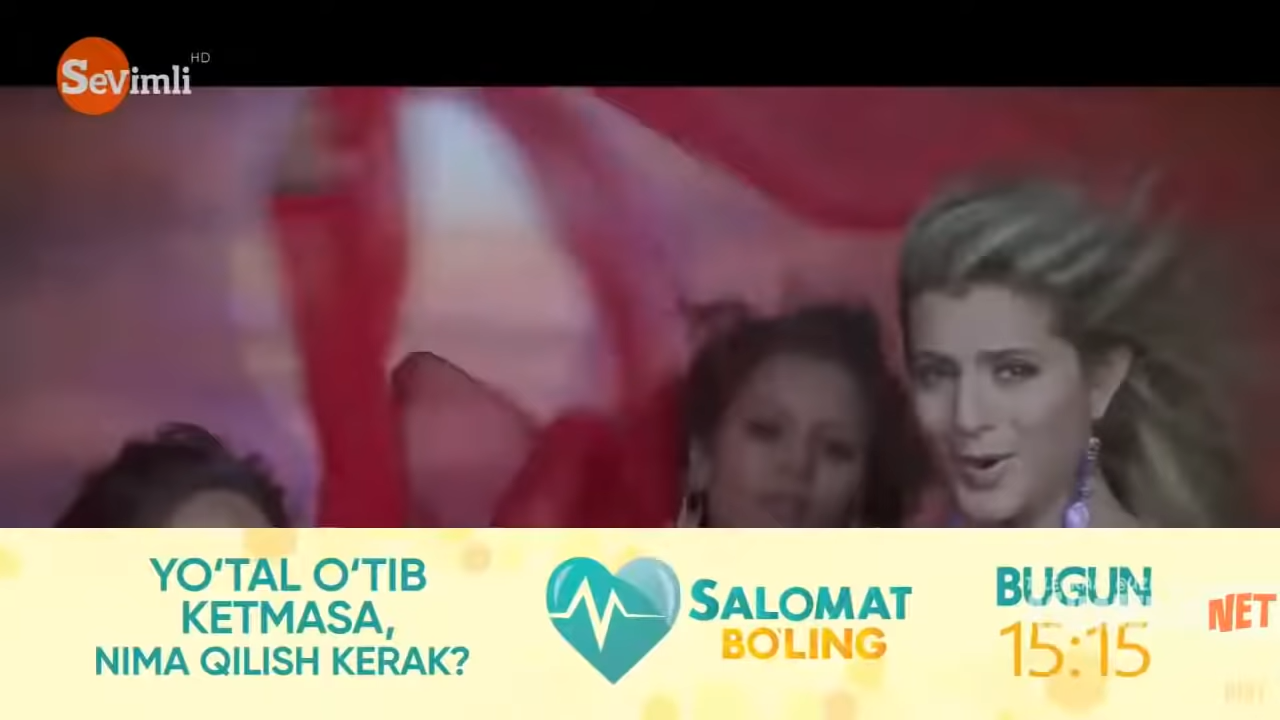 Sevimli HD
YO‘TAL O‘TIB
KETMASA,
NIMA QILISH KERAK?
SALOMAT
BO'LING
BUGUN
15:15
NET